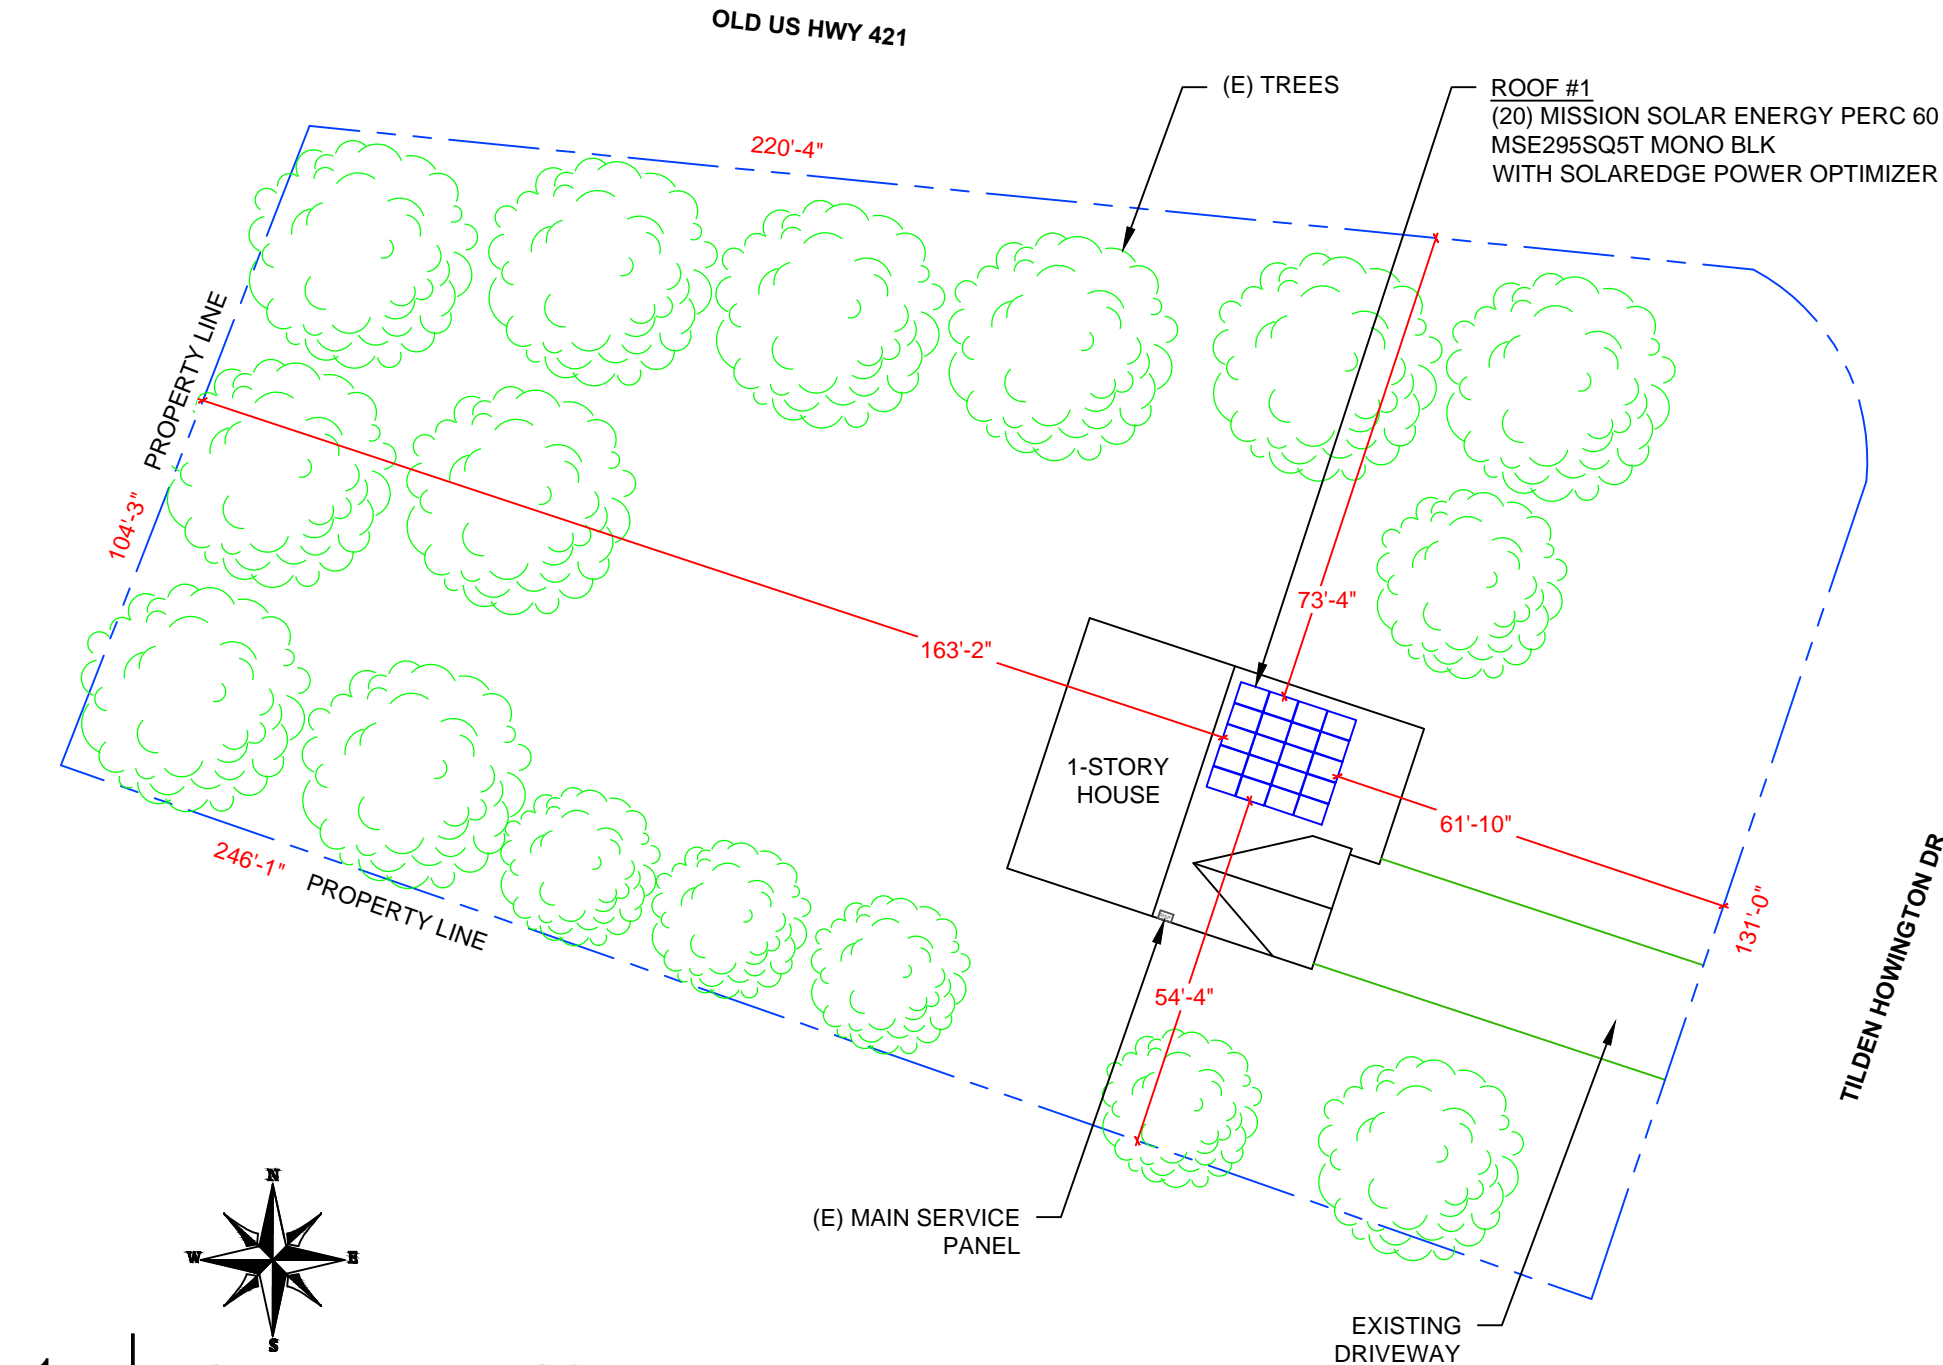 OLD US HWY 421
(E) TREES
ROOF #1
(20) MISSION SOLAR ENERGY PERC 60
MSE295SQ5T MONO BLK
WITH SOLAREDGE POWER OPTIMIZER
220'-4"
PROPERTY LINE
104'-3"
73'-4"
163'-2"
1-STORY
HOUSE
61'-10"
131'-0"
TILDEN HOWINGTON DR
246'-1"
PROPERTY LINE
54'-4"
(E) MAIN SERVICE
PANEL
EXISTING
DRIVEWAY
N
W
E
S